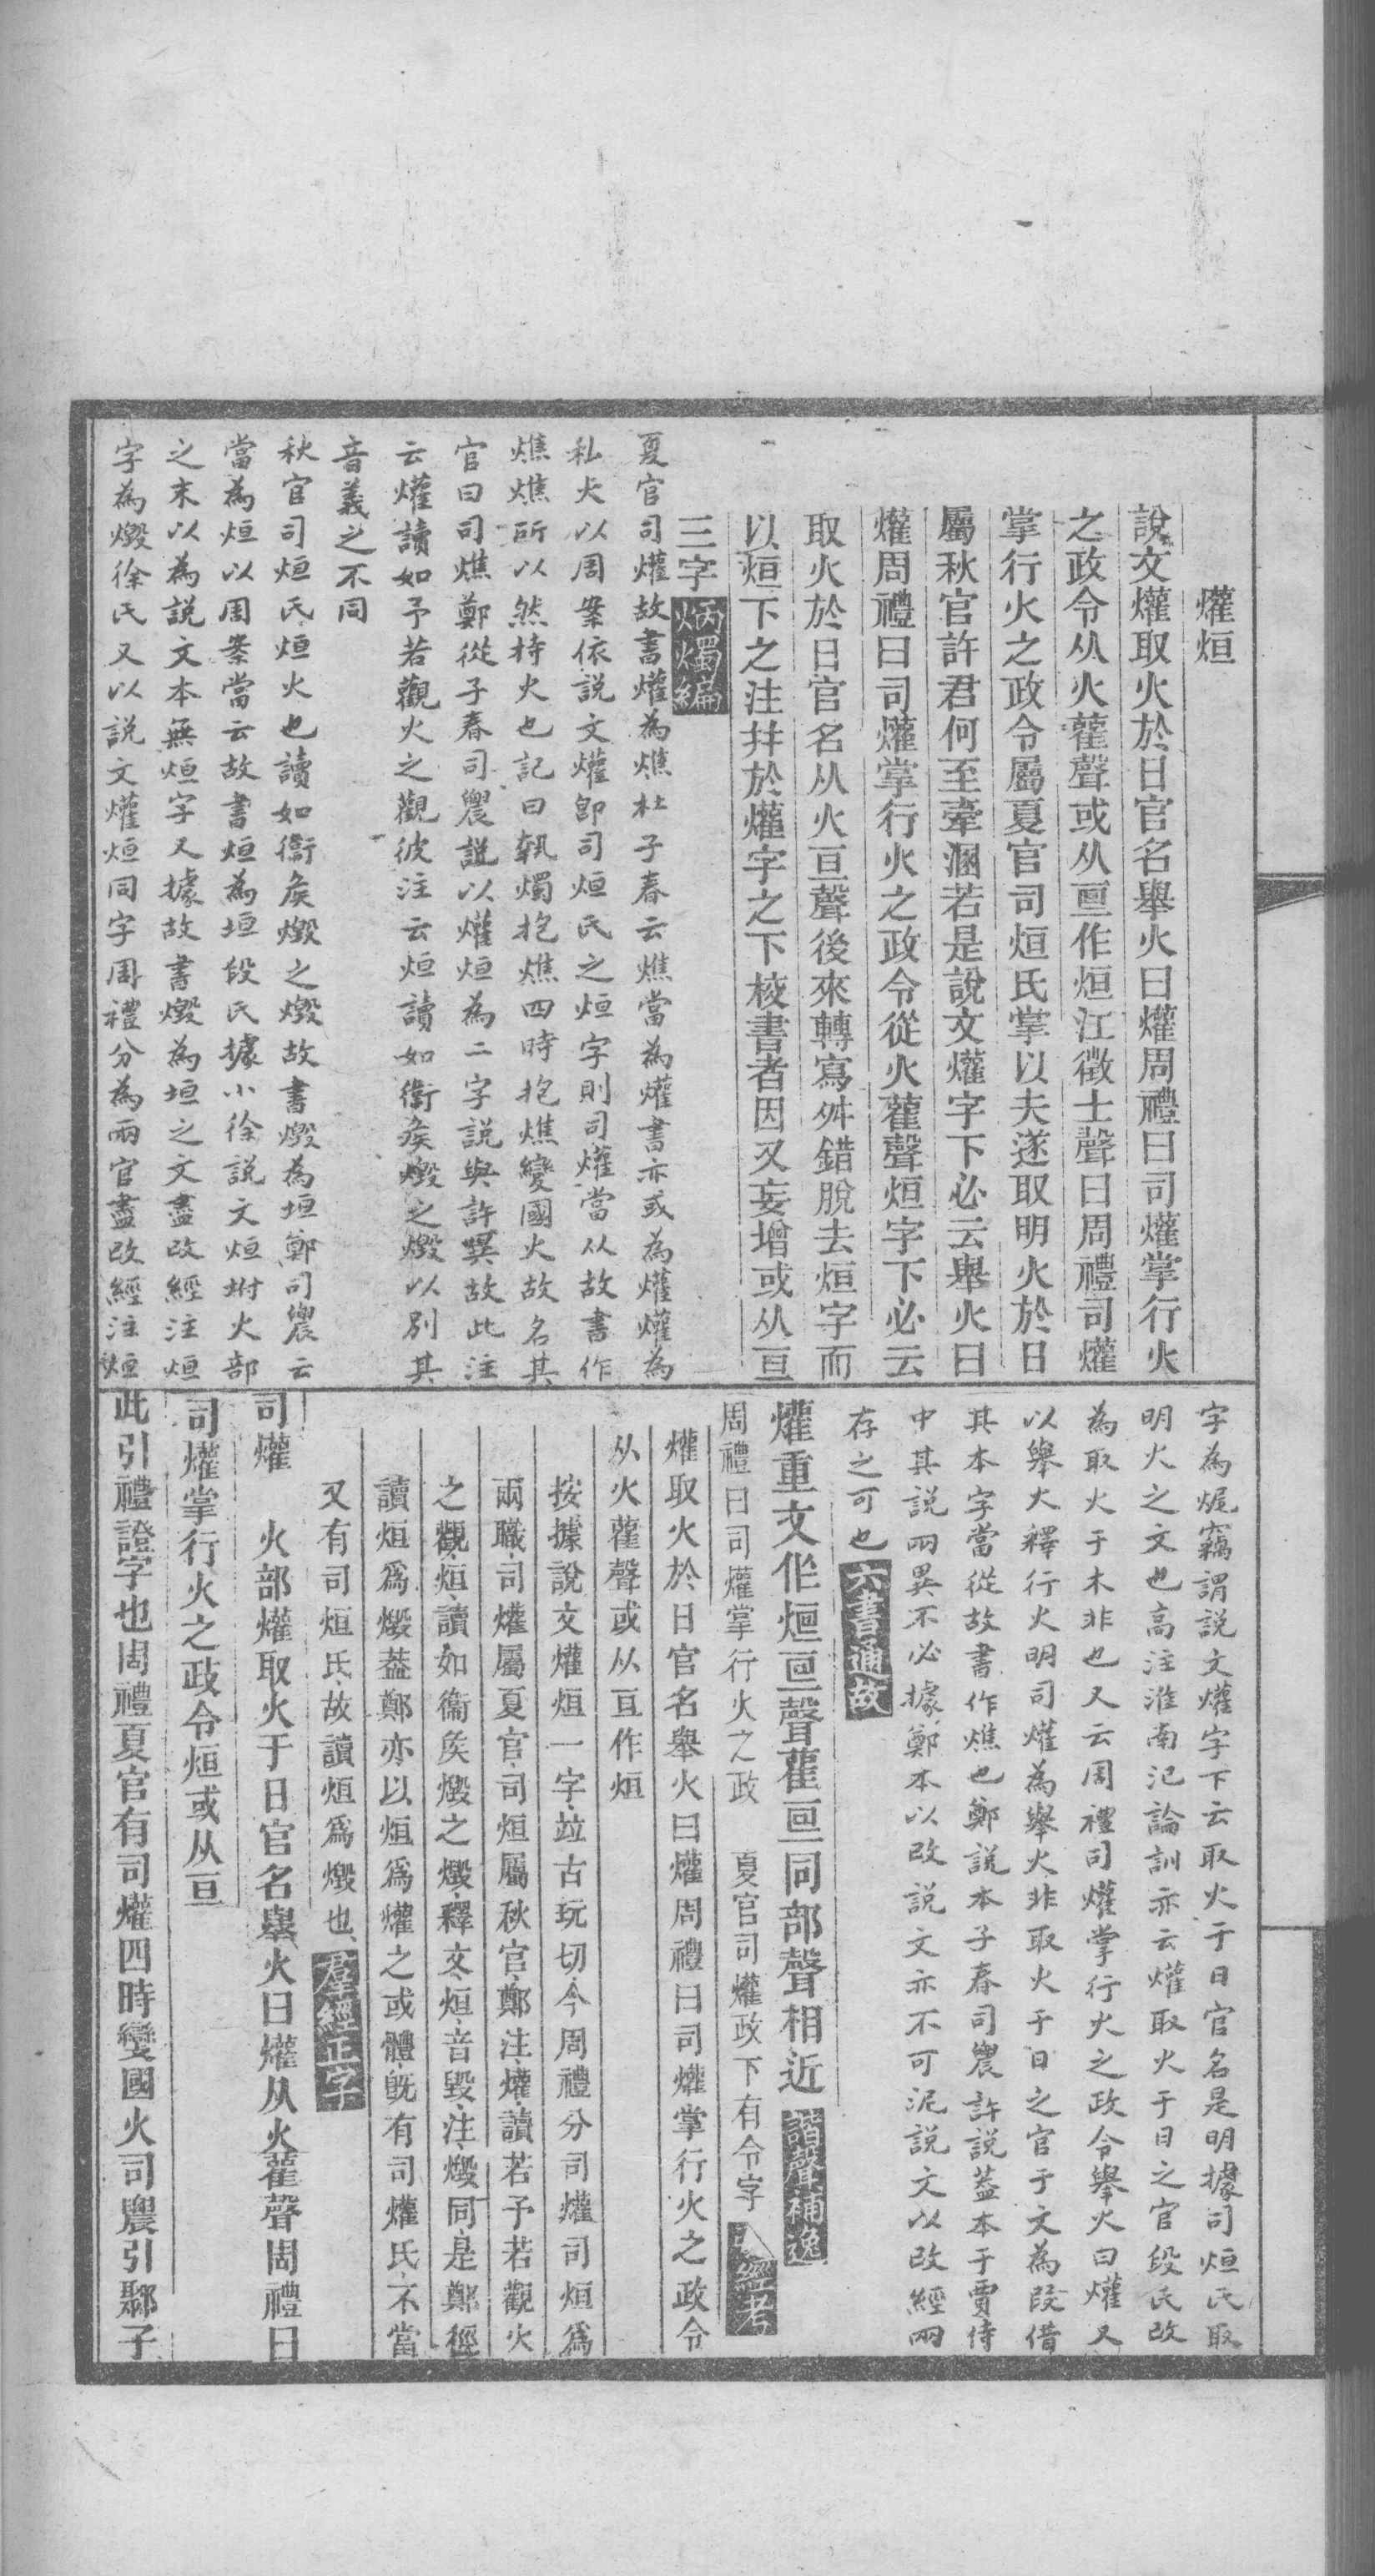 爟烜
說文爟取火於日官名舉火曰爟周禮曰司爟掌行火
之政令从火雚聲或从亘作烜江徵士聲曰周禮司爟
掌行火之政令屬夏官司烜氏掌以夫遂取明火於日
屬秋官許君何至牽溷若是說文爟字下必云舉火曰
爟周禮曰司爟掌行火之政令從火雚聲烜字下必云
取火於日官名从火亘聲後來轉寫舛錯脫去烜字而
以烜下之注幷於爟字之下校書者因又妄增或从亘
三字炳燭編
夏官司爟故書爟為燋杜子春云燋當為爟書亦或為爟爟為
私火以周案依說文爟卽司烜氏之烜字則司爟當从故書作
燋燋所以然持火也記曰執燭抱燋四時抱燋變國火故名其
官曰司燋鄭從子春司農說以爟烜為二字說與許異故此注
云爟讀如予若觀火之觀彼注云烜讀如衞矦燬之燬以別其
音義之不同
秋官司烜氏烜火也讀如衞矦燬之燬故書燬為垣鄭司農云
當為烜以周案當云故書烜為垣段氏據小徐說文烜坿火部
之末以為說文本無烜字又據故書燬為垣之文盡改經注烜
字為燬徐氏又以說文爟烜同字周禮分為兩官盡改經注烜
字為烬竊謂說文爟字下云取火于日官名是明據司烜氏取
明火之文也高注淮南氾論訓亦云爟取火于日之官段氏改
為取火于木非也又云周禮司爟掌行火之政令舉火曰爟又
以舉火釋行火明司爟為舉火非取火于日之官于文為叚借
其本字當從故書作燋也鄭說本子春司農許說葢本于賈侍
中其說兩異不必據鄭本以改說文亦不可泥說文以改經兩
存之可也六書通故
爟重文作烜亘聲雚亘同部聲相近諧聲補逸
周禮曰司爟掌行火之政　夏官司爟政下有令字　經考
爟取火於日官名舉火曰爟周禮曰司爟掌行火之政令
从火雚聲或从亘作烜
按據說文爟烜一字竝古玩切今周禮分司爟司烜爲
兩職司爟屬夏官司烜屬秋官鄭注爟讀若予若觀火
之觀烜讀如衞矦燬之燬釋文烜音毀注燬同是鄭徑
讀烜爲燬葢鄭亦以烜爲爟之或體旣有司爟氏不當
又有司烜氏故讀烜爲燬也羣經正字
司爟　火部爟取火于日官名舉火曰爟从火雚聲周禮曰
司爟掌行火之政令烜或从亘
此引禮證字也周禮夏官有司爟四時變國火司農引鄹子